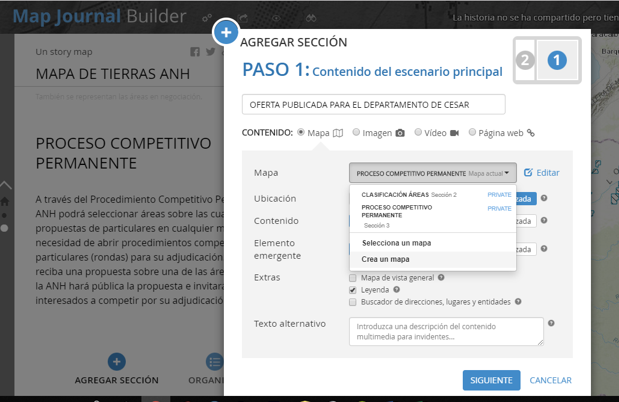 Map Journal Builder
La historia no se ha compartido pero tien
Un story map
MAPA DE TIERRAS ANH
También se representan las áreas en negociación.
PROCESO COMPETITIVO
PERMANENTE
A través del Procedimiento Competitivo Pe
ANH podrá seleccionar áreas sobre las cua
propuestas de particulares en cualquier m
necesidad de abrir procedimientos compe
particulares (rondas) para su adjudicación
reciba una propuesta sobre una de las áre
la ANH hará pública la propuesta e invitará
interesados a competir por su adjudicació
AGREGAR SECCIÓN
ORGANI
AGREGAR SECCIÓN
PASO 1: Contenido del escenario principal
2
1
OFERTA PUBLICADA PARA EL DEPARTAMENTO DE CESAR
CONTENIDO: Mapa Imagen Vídeo Página web
Mapa
PROCESO COMPETITIVO PERMANENTE Mapa actual
Editar
CLASIFICACIÓN ÁREAS Sección 2 PRIVATE
PROCESO COMPETITIVO PRIVATE
PERMANENTE
Sección 3
Selecciona un mapa
Crea un mapa
Ubicación
zada
Contenido
zada
Elemento
emergente
zada
Extras
Mapa de vista general
Leyenda
Buscador de direcciones, lugares y entidades
Texto alternativo
Introduzca una descripción del contenido
multimedia para invidentes...
SIGUIENTE
CANCELAR